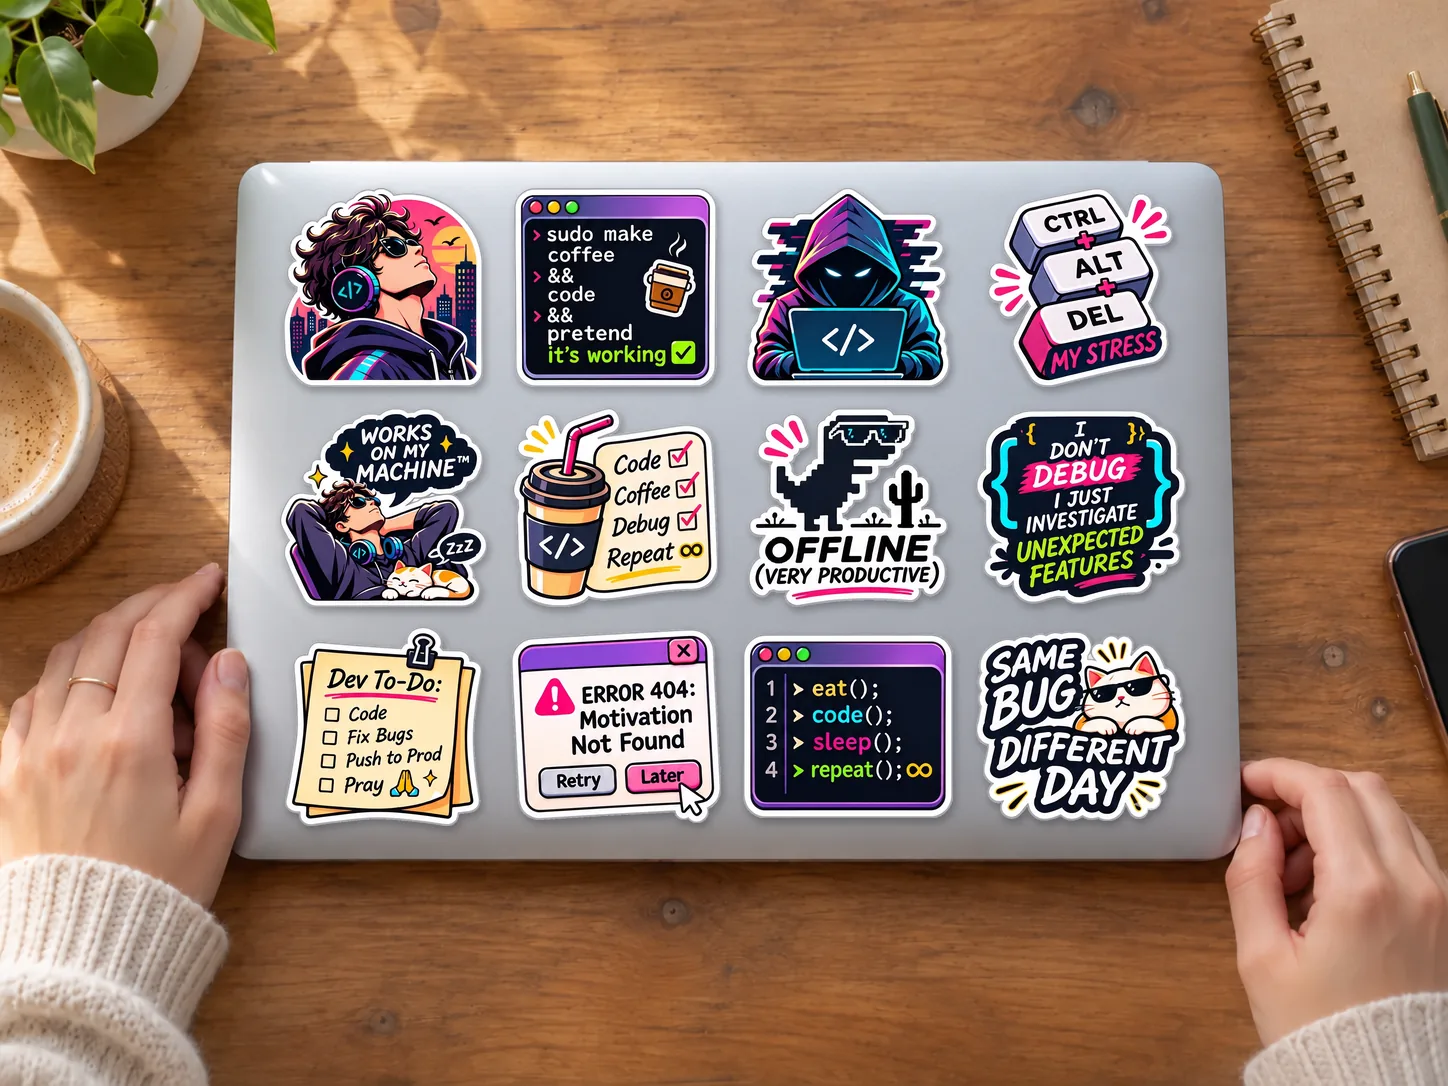 </>
> sudo make
coffee
> &&
code
> &&
pretend
it's working
</>
CTRL
+
ALT
+
DEL
MY STRESS
WORKS
ON MY
MACHINE™
</>
ZZZ
</>
Code
Coffee
Debug
Repeat ∞
OFFLINE
(VERY PRODUCTIVE)
{ }
I
DON'T
DEBUG
I JUST
INVESTIGATE
UNEXPECTED
FEATURES
Dev To-Do:
Code
Fix Bugs
Push to Prod
Pray
ERROR 404:
Motivation
Not Found
Retry
Later
1 > eat();
2 > code();
3 > sleep();
4 > repeat();∞
SAME
BUG
DIFFERENT
DAY